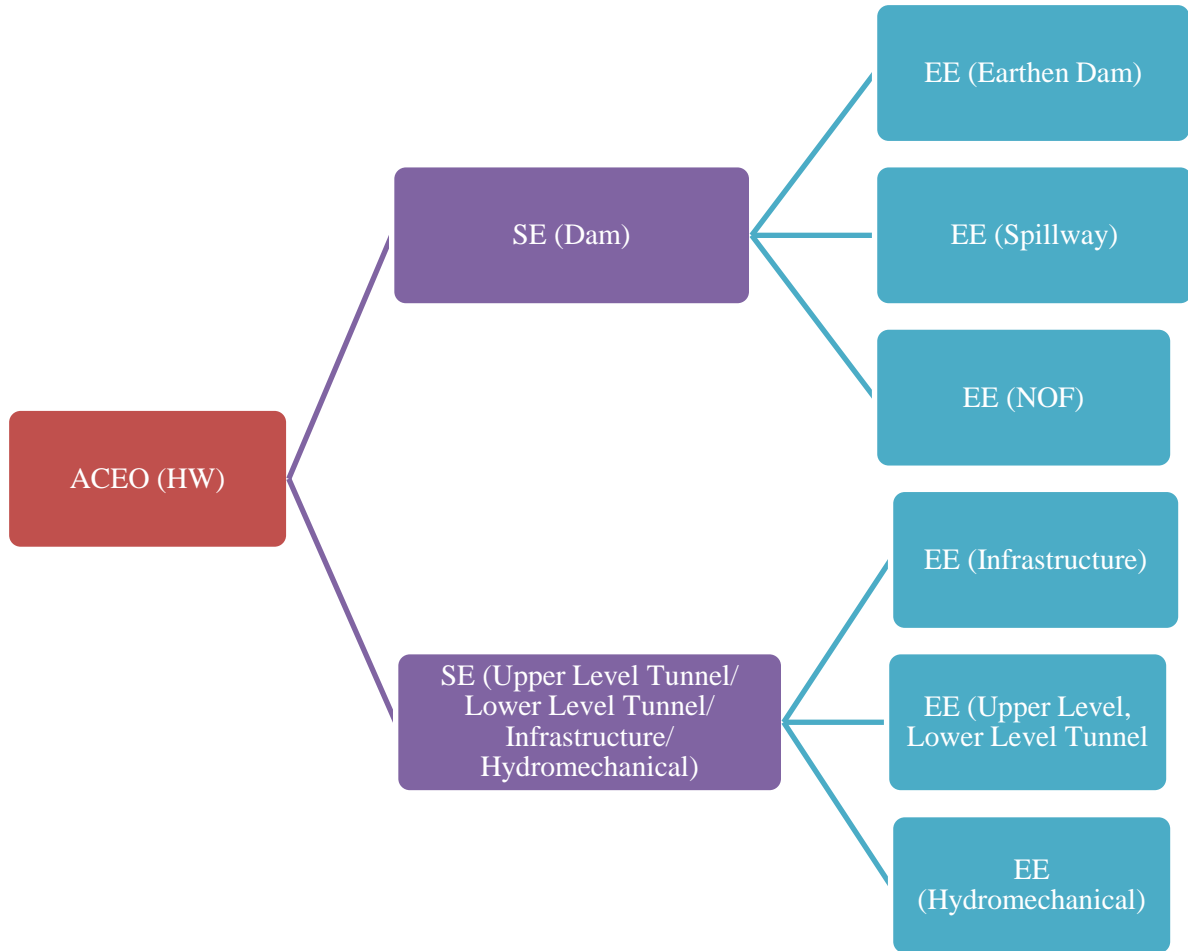 ACEO (HW)
SE (Dam)
EE (Earthen Dam)
EE (Spillway)
EE (NOF)
SE (Upper Level Tunnel/
Lower Level Tunnel/
Infrastructure/
Hydromechanical)
EE (Infrastructure)
EE (Upper Level,
Lower Level Tunnel
EE
(Hydromechanical)